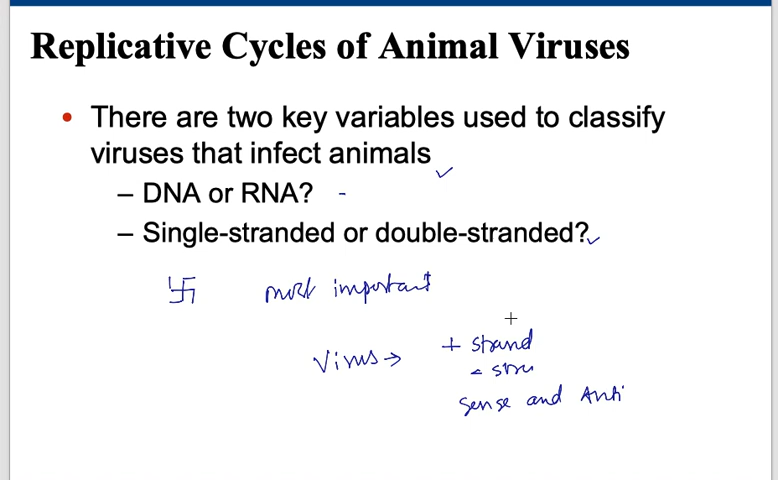 Replicative Cycles of Animal Viruses
• There are two key variables used to classify
viruses that infect animals
– DNA or RNA? -
– Single-stranded or double-stranded?
卐 most important
+ strand
Virus →
sense and Anti